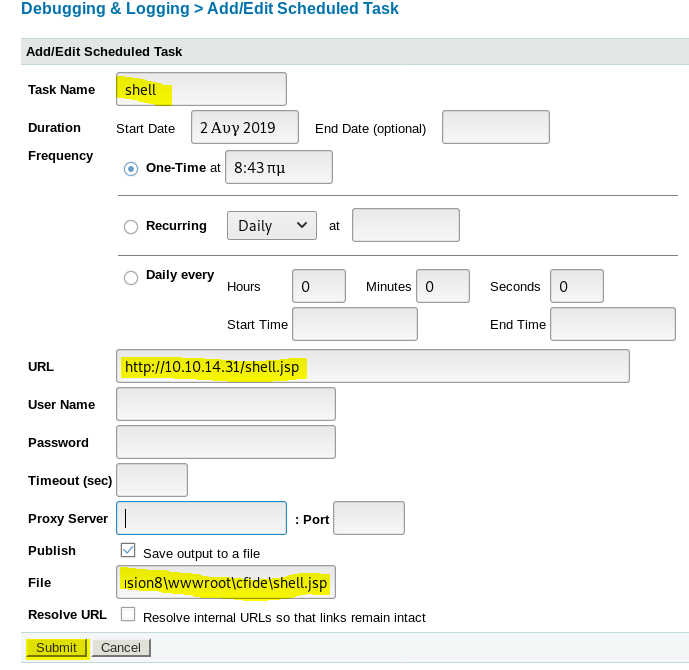 Debugging & Logging > Add/Edit Scheduled Task
Add/Edit Scheduled Task
Task Name shell
Duration Start Date 2 Αυγ 2019 End Date (optional)
Frequency
One-Time at 8:43 πμ
Recurring Daily at
Daily every
Hours 0 Minutes 0 Seconds 0
Start Time End Time
URL http://10.10.14.31/shell.jsp
User Name
Password
Timeout (sec)
Proxy Server : Port
Publish Save output to a file
File sion8\wwwroot\cfide\shell.jsp
Resolve URL Resolve internal URLs so that links remain intact
Submit Cancel